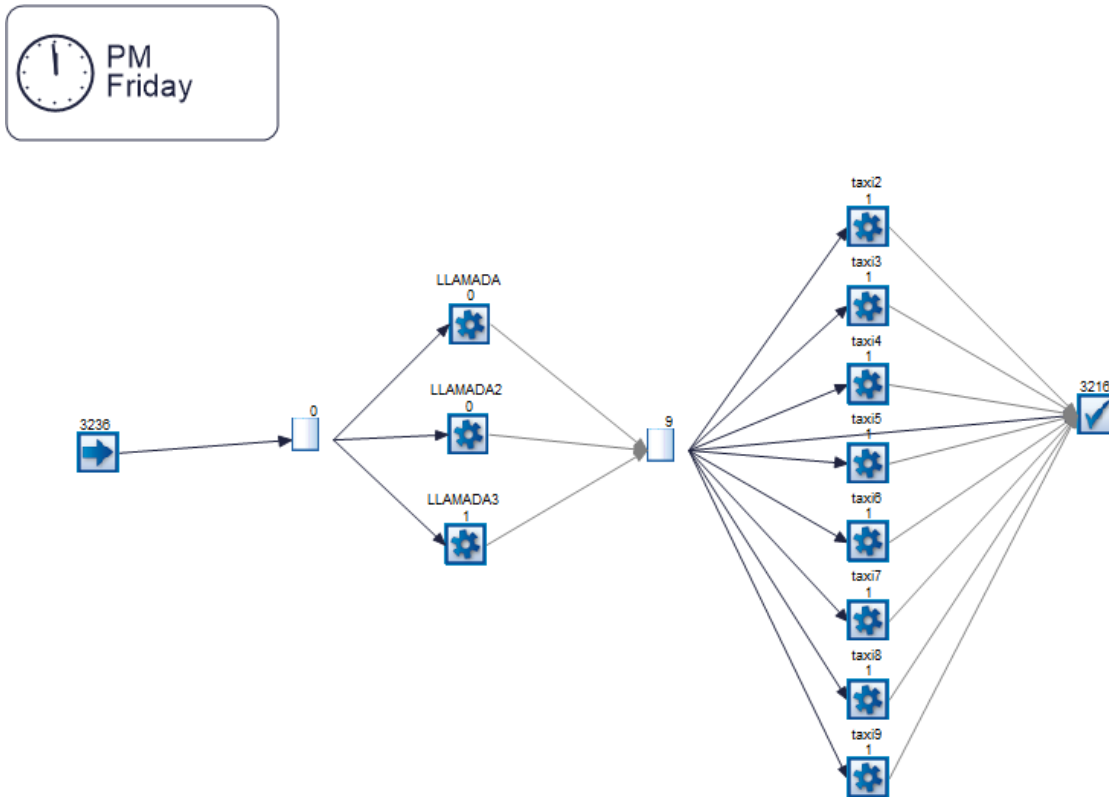 PM
Friday
taxi2
1
taxi3
1
LLAMADA
0
taxi4
1
3216
LLAMADA2
0
0
9
taxi5
1
3236
LLAMADA3
1
taxi6
1
taxi7
1
taxi8
1
taxi9
1